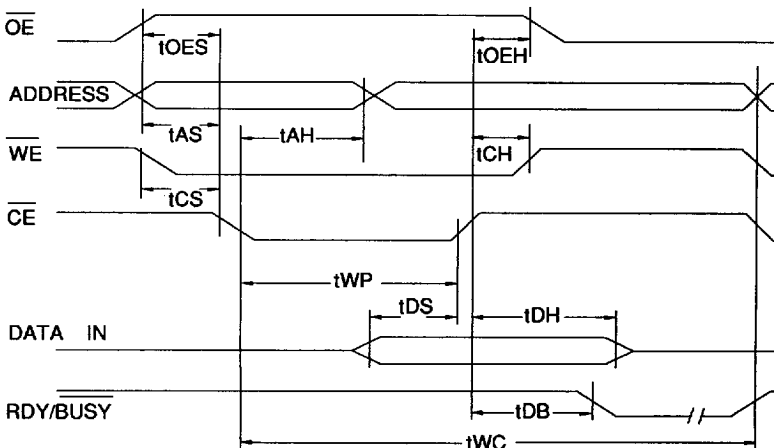 OE
tOES
tOEH
ADDRESS
tAS
tAH
tCH
WE
tCS
CE
tWP
tDS
tDH
DATA IN
RDY/BUSY
tDB
tWC